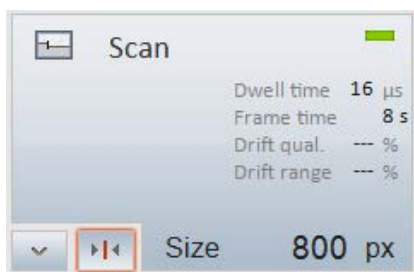 Scan
Dwell time 16 μs
Frame time 8 s
Drift qual. --- %
Drift range --- %
Size 800 px